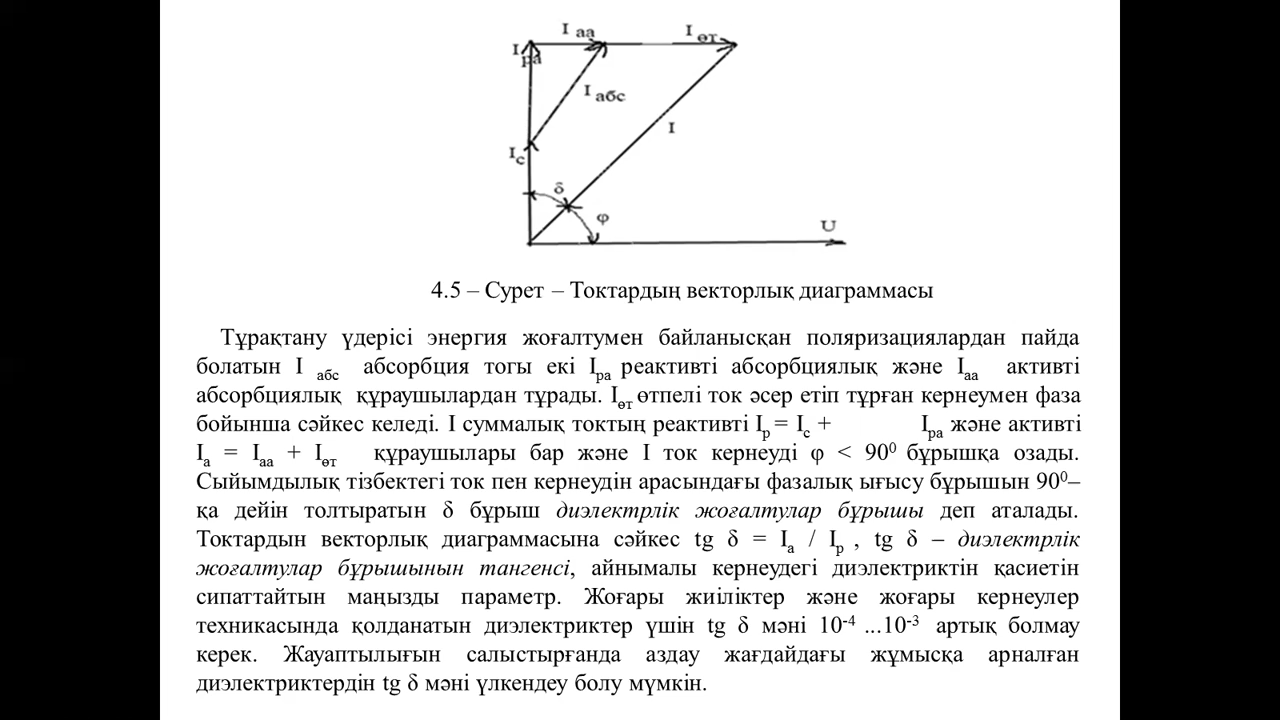 I аа I өт
I ра
I абс
I
I с
δ
φ
U
4.5 – Сурет – Токтардың векторлық диаграммасы
Тұрақтану үдерісі энергия жоғалтумен байланысқан поляризациялардан пайда
болатын I абс абсорбция тогы екі Iра реактивті абсорбциялық және Iаа активті
абсорбциялық құраушылардан тұрады. Iөт өтпелі ток әсер етіп тұрған кернеумен фаза
бойынша сәйкес келеді. I суммалық токтың реактивті Iр = Iс + Iра және активті
Iа = Iаа + Iөт құраушылары бар және I ток кернеуді φ < 90⁰ бұрышқа озады.
Сыйымдылық тізбектегі ток пен кернеудін арасындағы фазалық ығысу бұрышын 90⁰–
қа дейін толтыратын δ бұрыш диэлектрлік жоғалтулар бұрышы деп аталады.
Токтардын векторлық диаграммасына сәйкес tg δ = Iа / Iр , tg δ – диэлектрлік
жоғалтулар бұрышынын тангенсі, айнымалы кернеудегі диэлектриктін қасиетін
сипаттайтын маңызды параметр. Жоғары жиіліктер және жоғары кернеулер
техникасында қолданатын диэлектриктер үшін tg δ мәні 10⁻⁴ ...10⁻³ артық болмау
керек. Жауаптылығын салыстырғанда аздау жағдайдағы жұмысқа арналған
диэлектриктердін tg δ мәні үлкендеу болу мүмкін.